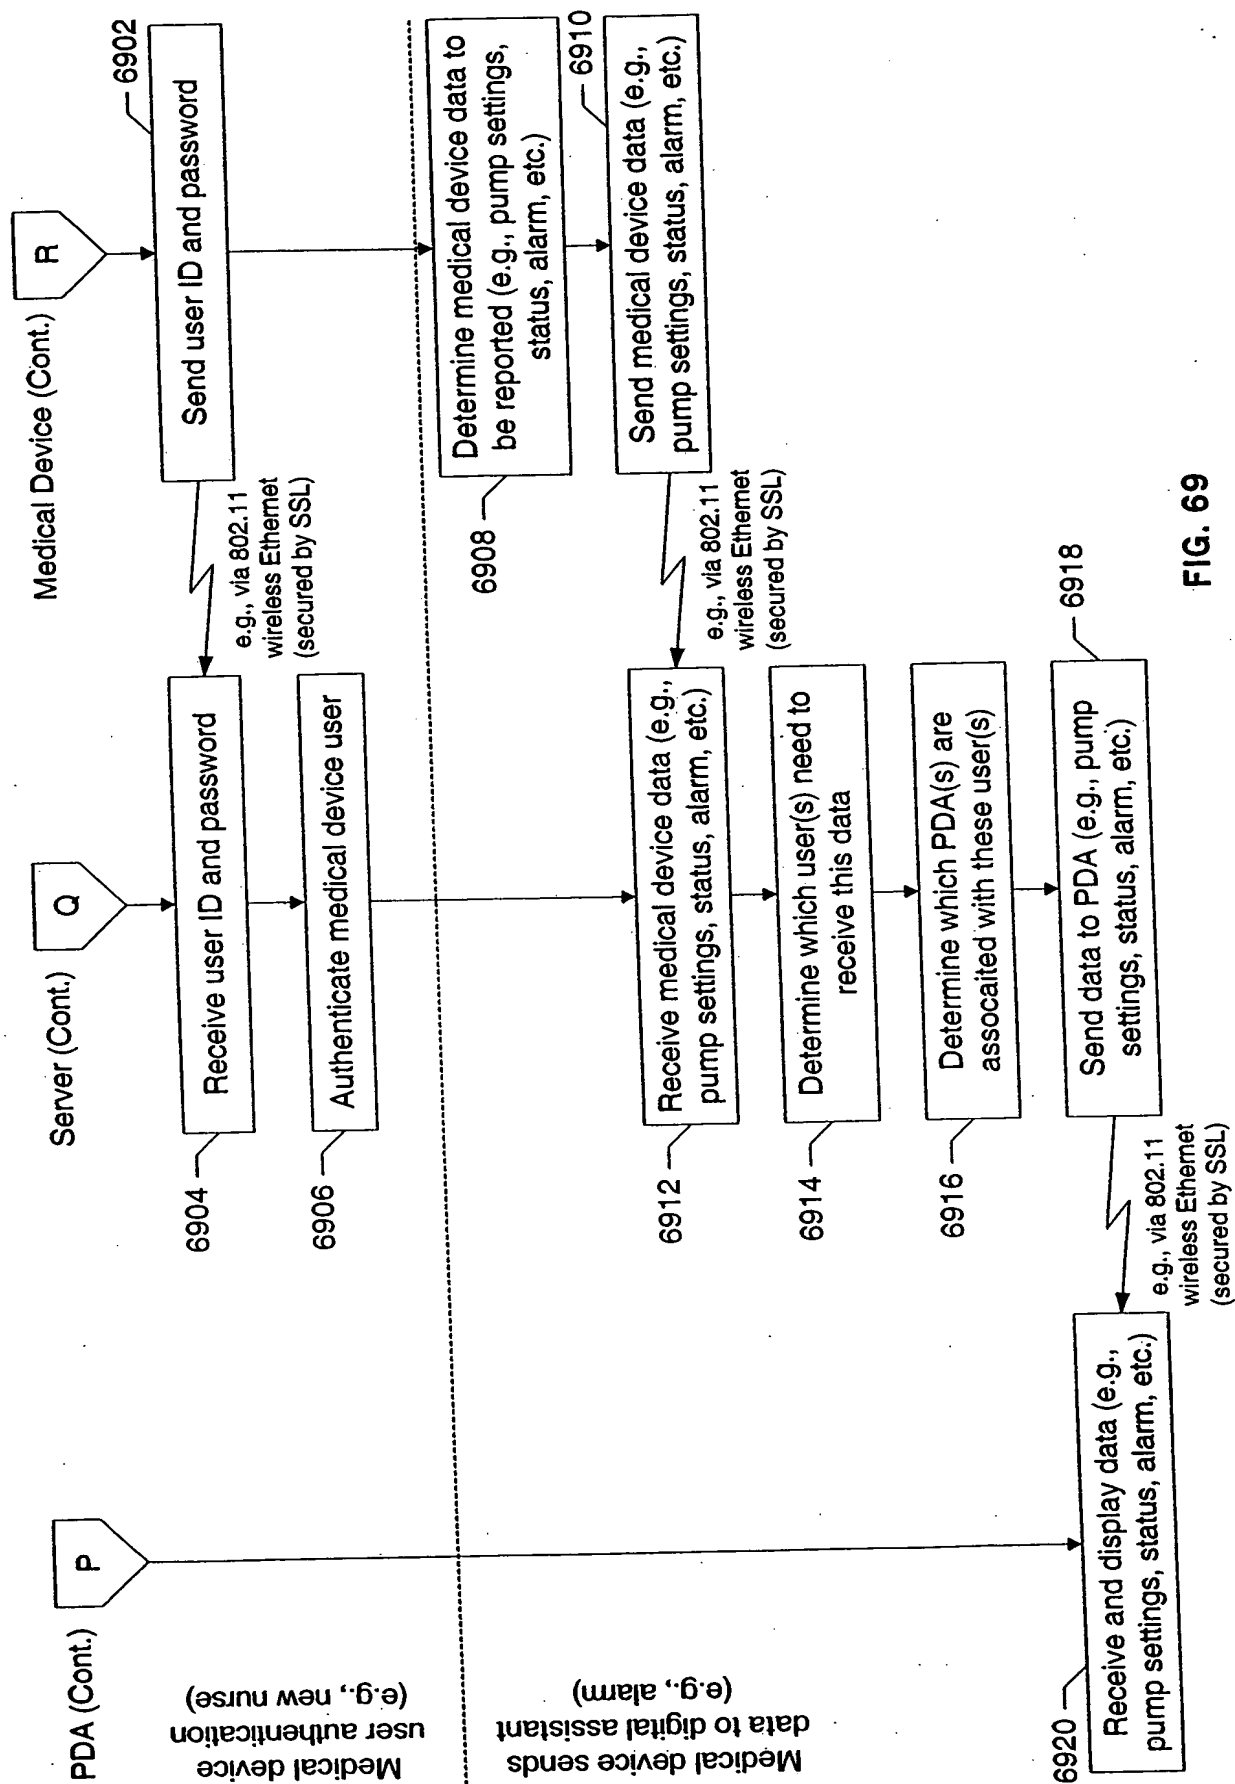 PDA (Cont.)
P
Server (Cont.)
Q
Medical Device (Cont.)
R
Medical device
user authentication
(e.g., new nurse)
6902
Send user ID and password
e.g., via 802.11
wireless Ethernet
(secured by SSL)
6904
Receive user ID and password
6906
Authenticate medical device user
Medical device sends
data to digital assistant
(e.g., alarm)
6908
Determine medical device data to
be reported (e.g., pump settings,
status, alarm, etc.)
6910
Send medical device data (e.g.,
pump settings, status, alarm, etc.)
e.g., via 802.11
wireless Ethernet
(secured by SSL)
6912
Receive medical device data (e.g.,
pump settings, status, alarm, etc.)
6914
Determine which user(s) need to
receive this data
6916
Determine which PDA(s) are
assocaited with these user(s)
6918
Send data to PDA (e.g., pump
settings, status, alarm, etc.)
e.g., via 802.11
wireless Ethernet
(secured by SSL)
6920
Receive and display data (e.g.,
pump settings, status, alarm, etc.)
FIG. 69